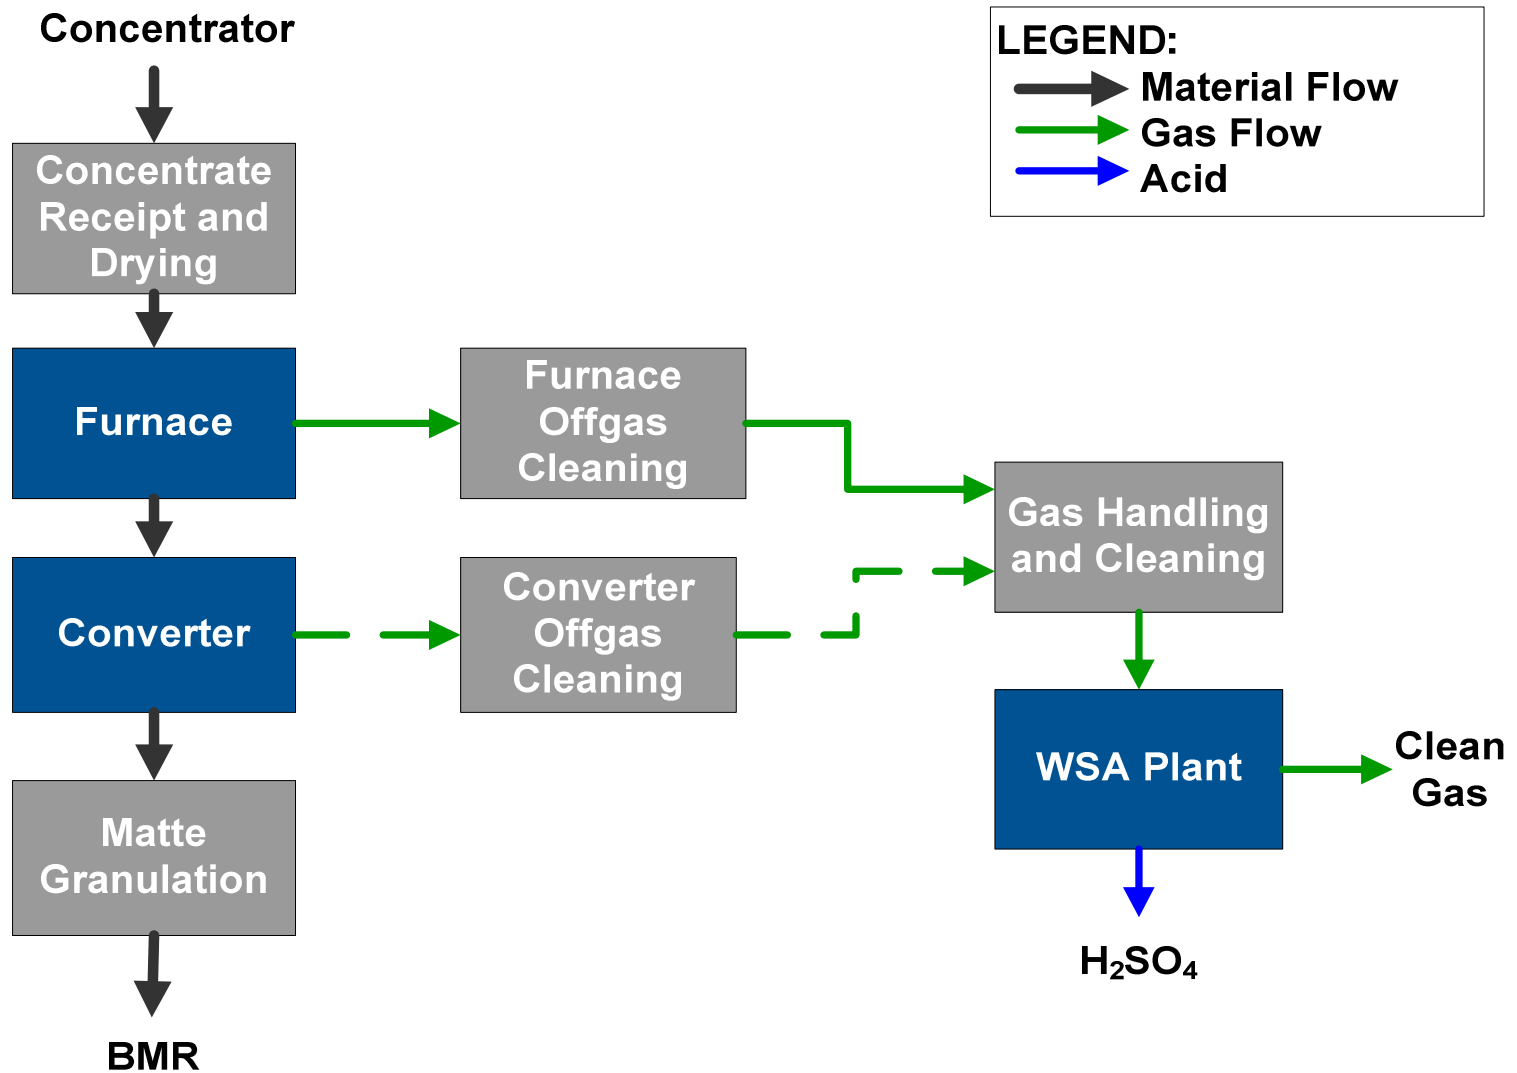 Concentrator
LEGEND:
Material Flow
Gas Flow
Acid
Concentrate
Receipt and
Drying
Furnace
Furnace
Offgas
Cleaning
Gas Handling
and Cleaning
Converter
Converter
Offgas
Cleaning
WSA Plant
Clean
Gas
Matte
Granulation
H₂SO₄
BMR